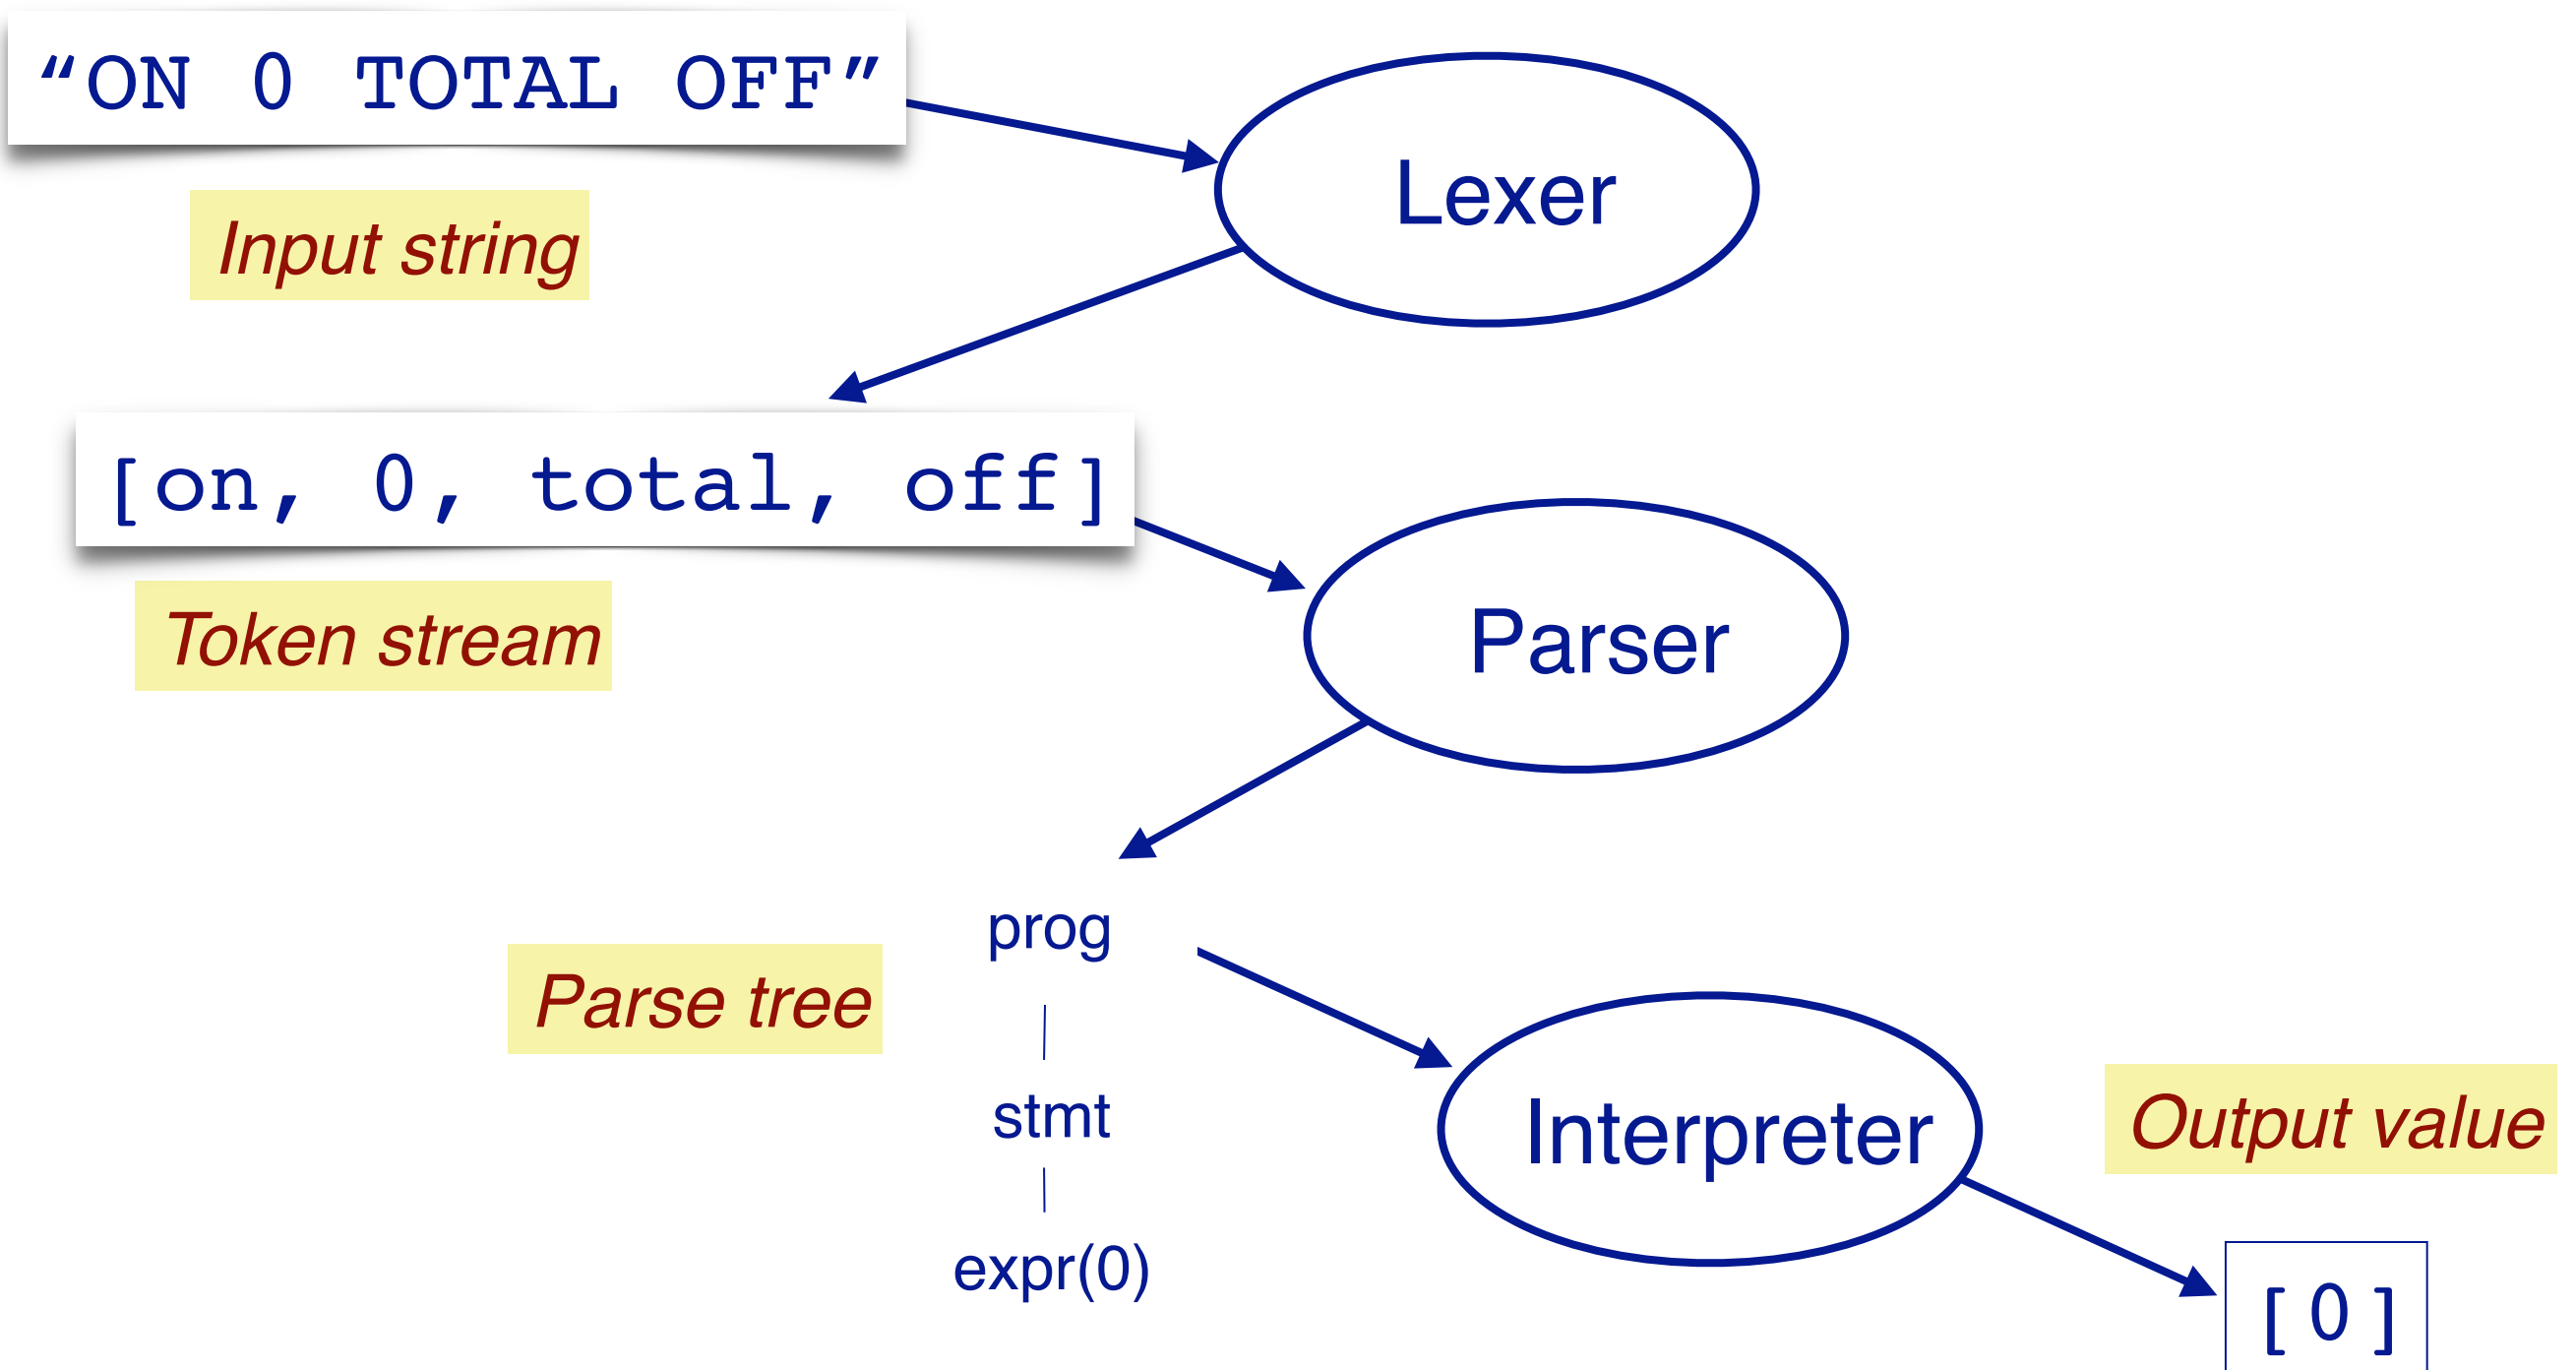 “ON 0 TOTAL OFF”
Lexer
Input string
[on, 0, total, off]
Parser
Token stream
prog
Parse tree
stmt
Interpreter
Output value
expr(0)
[0]